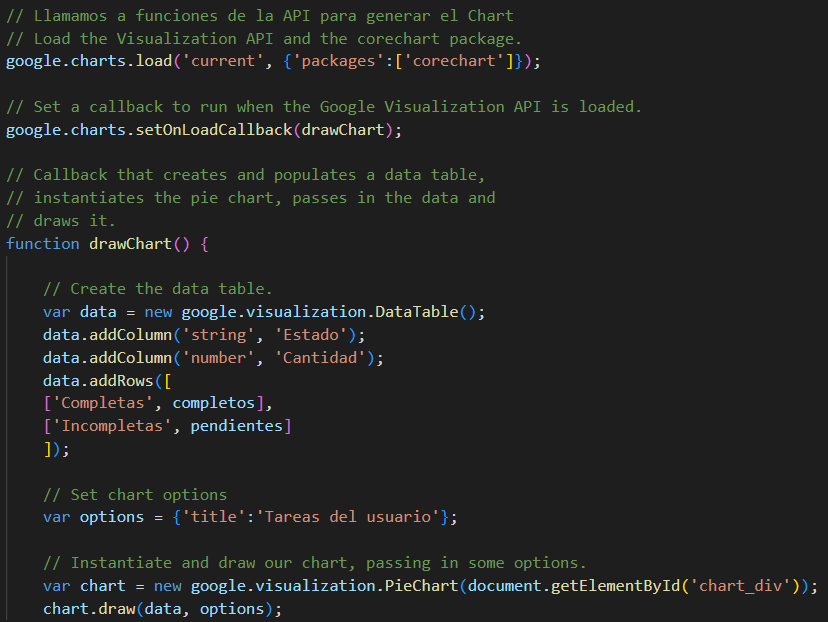 // Llamamos a funciones de la API para generar el Chart
// Load the Visualization API and the corechart package.
google.charts.load('current', {'packages':['corechart']});
// Set a callback to run when the Google Visualization API is loaded.
google.charts.setOnLoadCallback(drawChart);
// Callback that creates and populates a data table,
// instantiates the pie chart, passes in the data and
// draws it.
function drawChart() {
// Create the data table.
var data = new google.visualization.DataTable();
data.addColumn('string', 'Estado');
data.addColumn('number', 'Cantidad');
data.addRows([
['Completas', completos],
['Incompletas', pendientes]
]);
// Set chart options
var options = {'title':'Tareas del usuario'};
// Instantiate and draw our chart, passing in some options.
var chart = new google.visualization.PieChart(document.getElementById('chart_div'));
chart.draw(data, options);